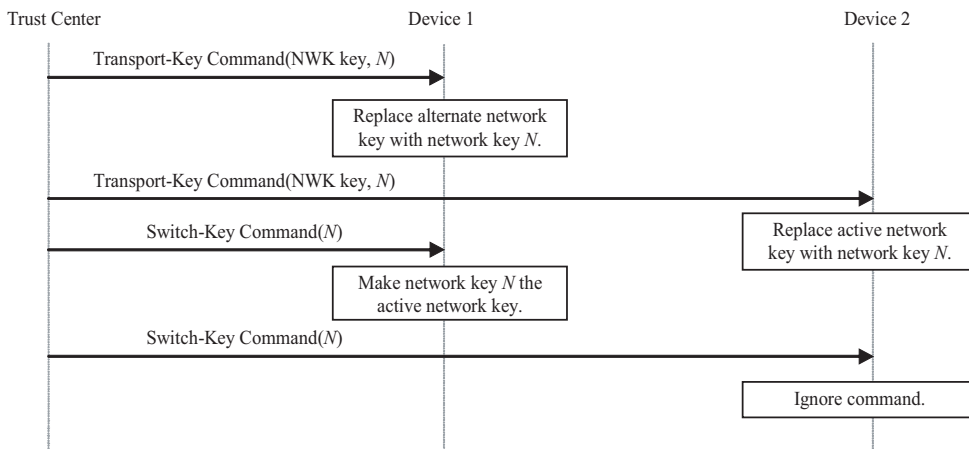 Trust Center
Device 1
Device 2
Transport-Key Command(NWK key, N)
Replace alternate network
key with network key N.
Transport-Key Command(NWK key, N)
Replace active network
key with network key N.
Switch-Key Command(N)
Make network key N the
active network key.
Switch-Key Command(N)
Ignore command.